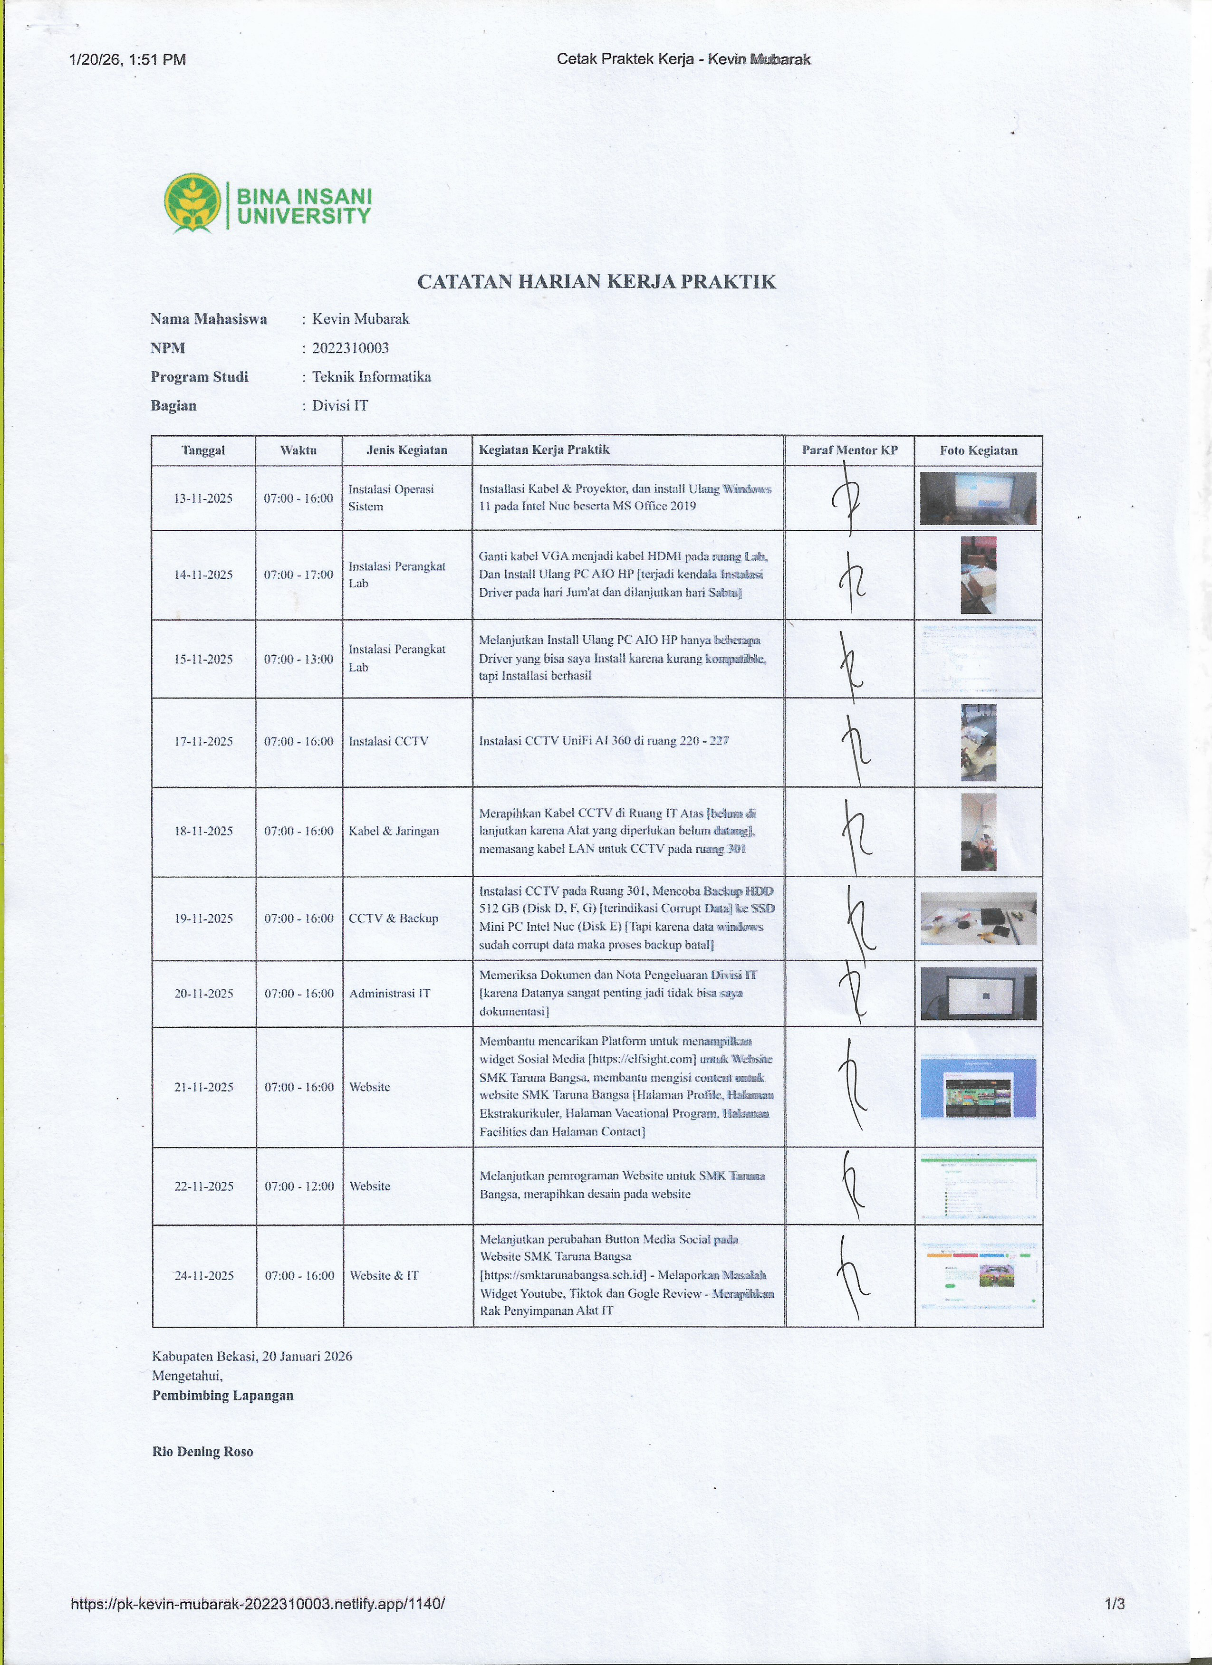 1/20/26, 1:51 PM
Cetak Praktek Kerja - Kevin Mubarak
BINA INSANI
UNIVERSITY
CATATAN HARIAN KERJA PRAKTIK
Nama Mahasiswa : Kevin Mubarak
NPM : 2022310003
Program Studi : Teknik Informatika
Bagian : Divisi IT
Tanggal Waktu Jenis Kegiatan Kegiatan Kerja Praktik Paraf Mentor KP Foto Kegiatan
13-11-2025 07:00 - 16:00
Instalasi Operasi
Sistem
Installasi Kabel & Proyektor, dan install Ulang Windows
11 pada Intel Nuc beserta MS Office 2019
14-11-2025 07:00 - 17:00
Instalasi Perangkat
Lab
Ganti kabel VGA menjadi kabel HDMI pada ruang Lab,
Dan Install Ulang PC AIO HP [terjadi kendala Instalasi
Driver pada hari Jum'at dan dilanjutkan hari Sabtu]
15-11-2025 07:00 - 13:00
Instalasi Perangkat
Lab
Melanjutkan Install Ulang PC AIO HP hanya beberapa
Driver yang bisa saya Install karena kurang kompatible,
tapi Installasi berhasil
17-11-2025 07:00 - 16:00 Instalasi CCTV
Instalasi CCTV UniFi AI 360 di ruang 220 - 227
18-11-2025 07:00 - 16:00 Kabel & Jaringan
Merapihkan Kabel CCTV di Ruang IT Atas [belum di
lanjutkan karena Alat yang diperlukan belum datang],
memasang kabel LAN untuk CCTV pada ruang 301
19-11-2025 07:00 - 16:00 CCTV & Backup
Instalasi CCTV pada Ruang 301, Mencoba Backup HDD
512 GB (Disk D, F, G) [terindikasi Corrupt Data] ke SSD
Mini PC Intel Nuc (Disk E) [Tapi karena data windows
sudah corrupt data maka proses backup batal]
20-11-2025 07:00 - 16:00 Administrasi IT
Memeriksa Dokumen dan Nota Pengeluaran Divisi IT
[karena Datanya sangat penting jadi tidak bisa saya
dokumentasi]
21-11-2025 07:00 - 16:00 Website
Membantu mencarikan Platform untuk menampilkan
widget Sosial Media [https://elfsight.com] untuk Website
SMK Taruna Bangsa, membantu mengisi content untuk
website SMK Taruna Bangsa [Halaman Profile, Halaman
Ekstrakurikuler, Halaman Vacational Program, Halaman
Facilities dan Halaman Contact]
22-11-2025 07:00 - 12:00 Website
Melanjutkan pemrograman Website untuk SMK Taruna
Bangsa, merapihkan desain pada website
24-11-2025 07:00 - 16:00 Website & IT
Melanjutkan perubahan Button Media Social pada
Website SMK Taruna Bangsa
[https://smktarunabangsa.sch.id] - Melaporkan Masalah
Widget Youtube, Tiktok dan Gogle Review - Merapihkan
Rak Penyimpanan Alat IT
Kabupaten Bekasi, 20 Januari 2026
Mengetahui,
Pembimbing Lapangan
Rio Dening Roso
https://pk-kevin-mubarak-2022310003.netlify.app/1140/
1/3